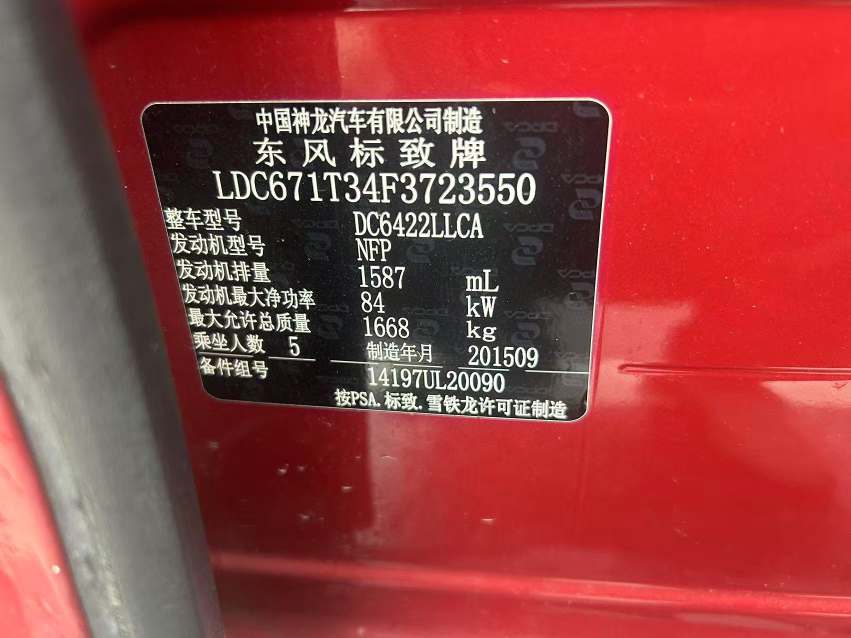 中国神龙汽车有限公司制造
东风标致牌
LDC671T34F3723550
整车型号 DC6422LLCA
发动机型号 NFP
发动机排量 1587 mL
发动机最大净功率 84 kW
最大允许总质量 1668 kg
乘坐人数 5 制造年月 201509
备件组号 14197UL20090
按PSA.标致.雪铁龙许可证制造